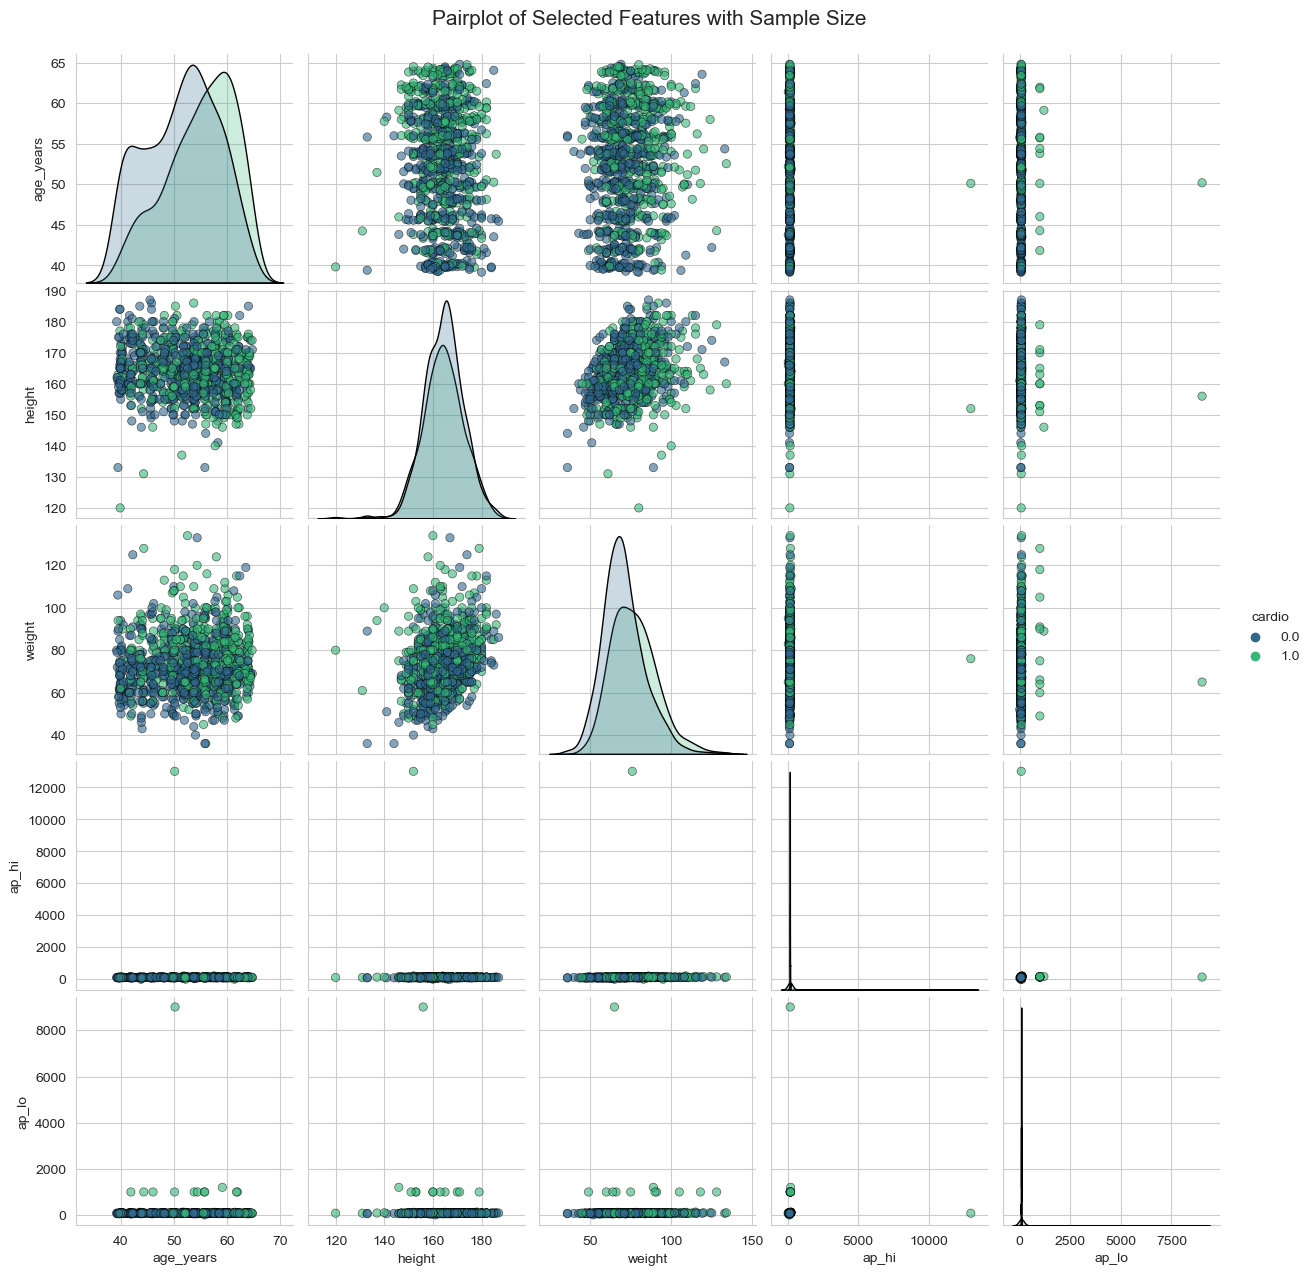 Pairplot of Selected Features with Sample Size
65
60
55
50
45
40
age_years
190
180
170
160
150
140
130
120
height
120
100
80
60
40
weight
cardio
0.0
1.0
12000
10000
8000
6000
4000
2000
0
ap_hi
8000
6000
4000
2000
0
ap_lo
40 50 60 70
age_years
120 140 160 180
height
50 100 150
weight
0 5000 10000
ap_hi
0 2500 5000 7500
ap_lo